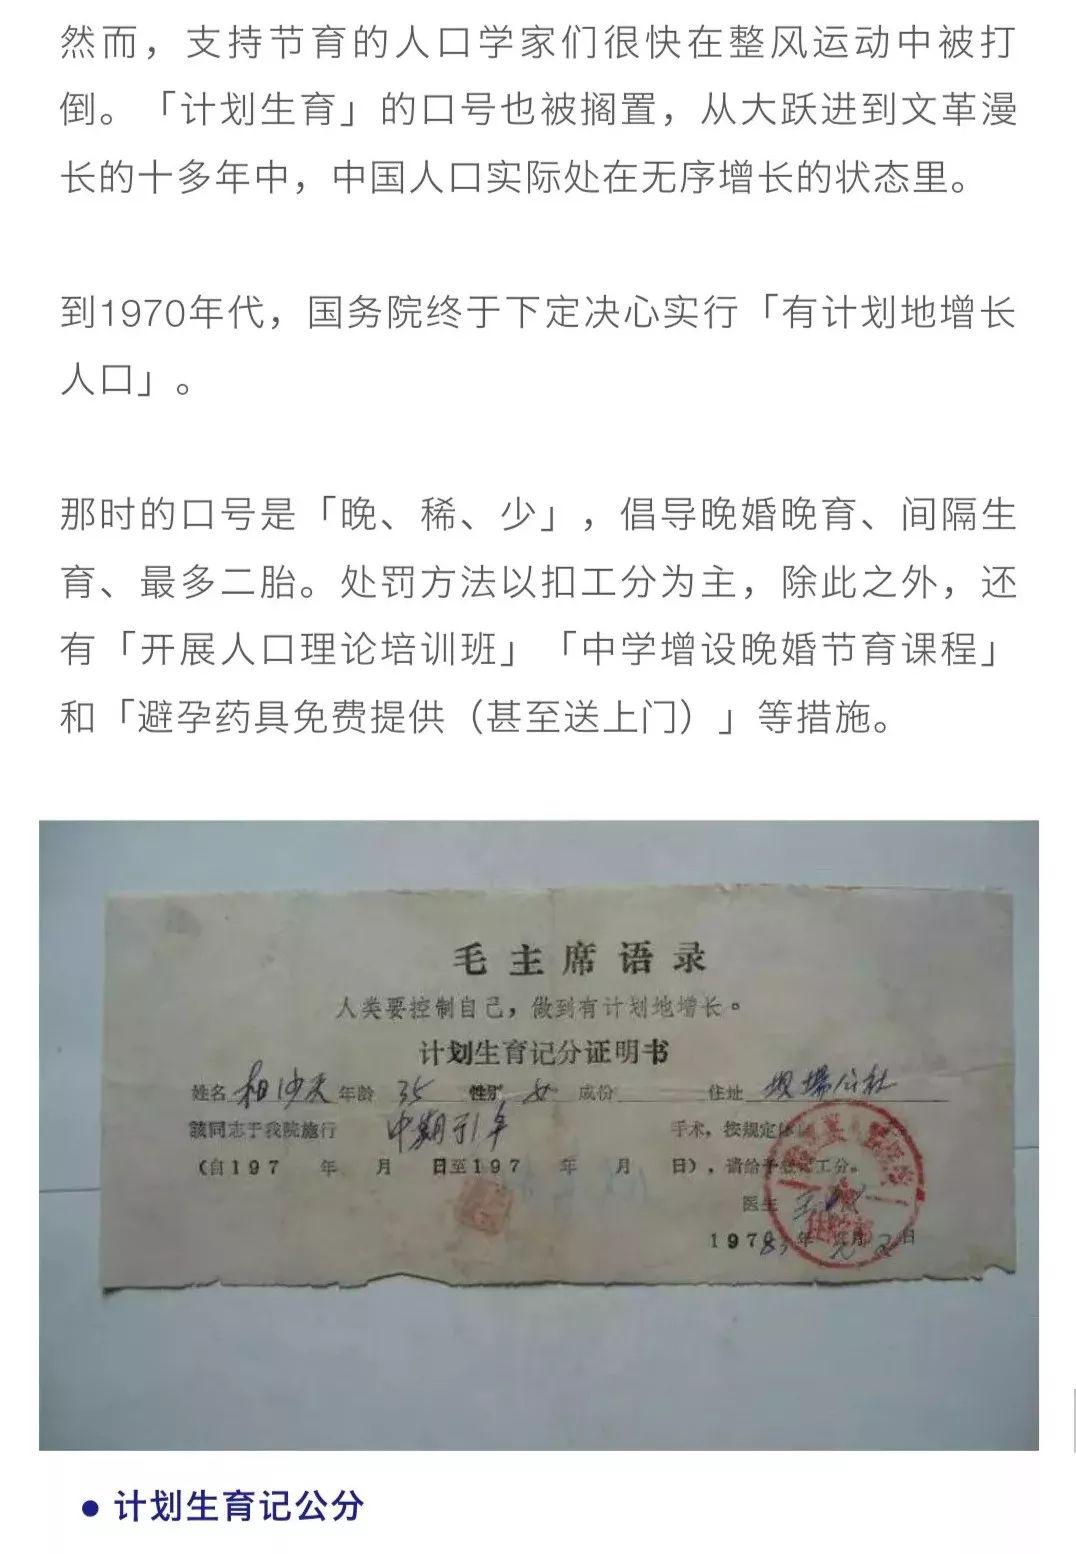 然而，支持节育的人口学家们很快在整风运动中被打
倒。「计划生育」的口号也被搁置，从大跃进到文革漫
长的十多年中，中国人口实际处在无序增长的状态里。
到1970年代，国务院终于下定决心实行「有计划地增长
人口」。
那时的口号是「晚、稀、少」，倡导晚婚晚育、间隔生
育、最多二胎。处罚方法以扣工分为主，除此之外，还
有「开展人口理论培训班」「中学增设晚婚节育课程」
和「避孕药具免费提供（甚至送上门）」等措施。
毛主席语录
人类要控制自己，做到有计划地增长。
计划生育记分证明书
姓名 年龄 35 性别 女 成份 住址 坝塘公社
该同志于我院施行 中期引产 手术，按规定休
（自197 年 月 日至197 年 月 日），请给予登记工分。
医生 王
197 年 月 日
住院部
● 计划生育记公分